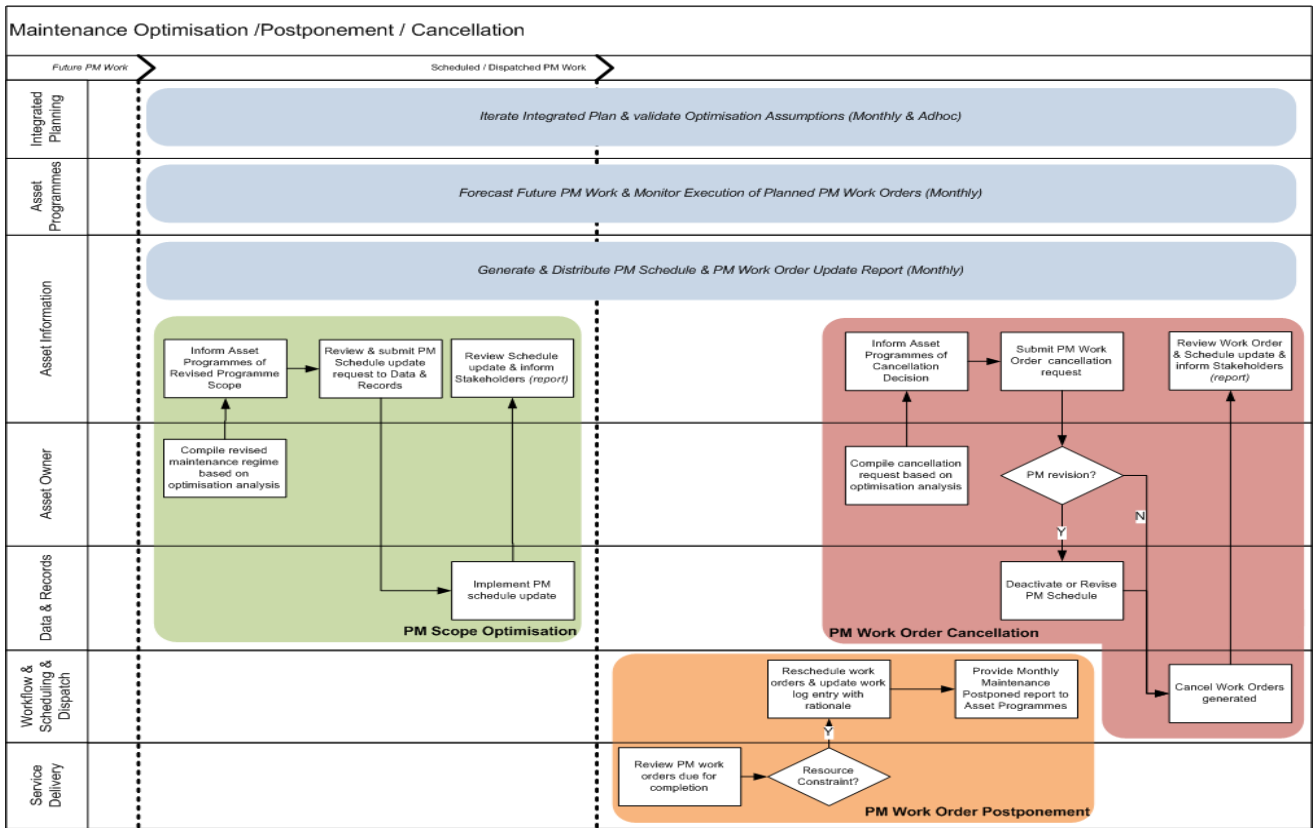 Maintenance Optimisation /Postponement / Cancellation
Future PM Work
Scheduled / Dispatched PM Work
Integrated
Planning
Iterate Integrated Plan & validate Optimisation Assumptions (Monthly & Adhoc)
Asset
Programmes
Forecast Future PM Work & Monitor Execution of Planned PM Work Orders (Monthly)
Asset Information
Generate & Distribute PM Schedule & PM Work Order Update Report (Monthly)
Inform Asset
Programmes of
Revised Programme
Scope
Review & submit PM
Schedule update
request to Data &
Records
Review Schedule
update & inform
Stakeholders (report)
Inform Asset
Programmes of
Cancellation
Decision
Submit PM Work
Order cancellation
request
Review Work Order
& Schedule update &
inform Stakeholders
(report)
Asset Owner
Compile revised
maintenance regime
based on
optimisation analysis
Compile cancellation
request based on
optimisation analysis
PM revision?
N
Y
Data & Records
Implement PM
schedule update
PM Scope Optimisation
Deactivate or Revise
PM Schedule
PM Work Order Cancellation
Workflow &
Scheduling &
Dispatch
Reschedule work
orders & update work
log entry with
rationale
Provide Monthly
Maintenance
Postponed report to
Asset Programmes
Cancel Work Orders
generated
Y
Service
Delivery
Review PM work
orders due for
completion
Resource
Constraint?
PM Work Order Postponement